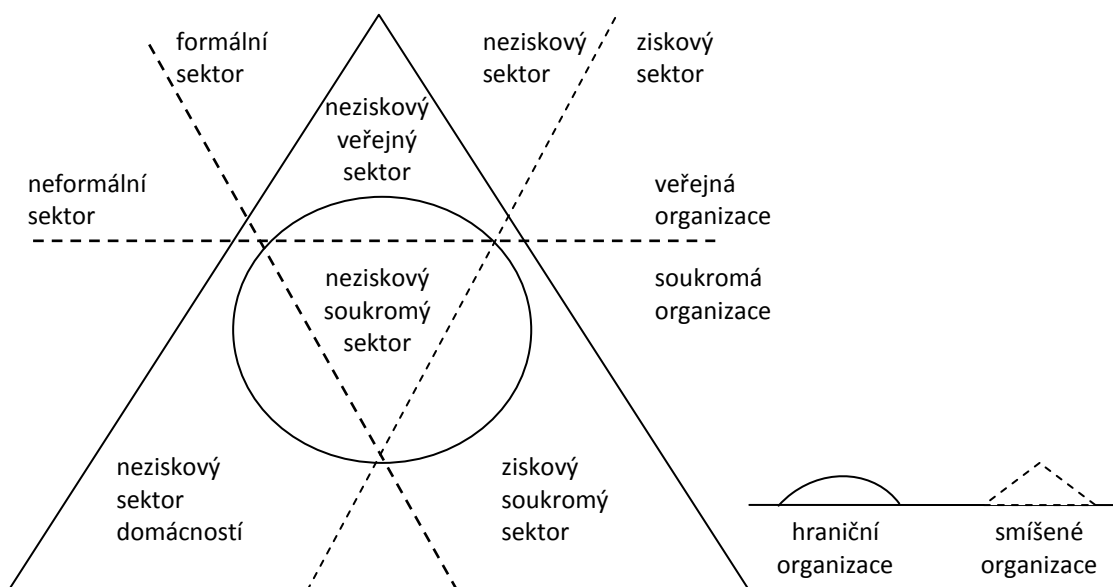 formální
sektor
neziskový
sektor
ziskový
sektor
neziskový
veřejný
sektor
neformální
sektor
veřejná
organizace
neziskový
soukromý
sektor
soukromá
organizace
neziskový
sektor
domácností
ziskový
soukromý
sektor
hraniční
organizace
smíšené
organizace